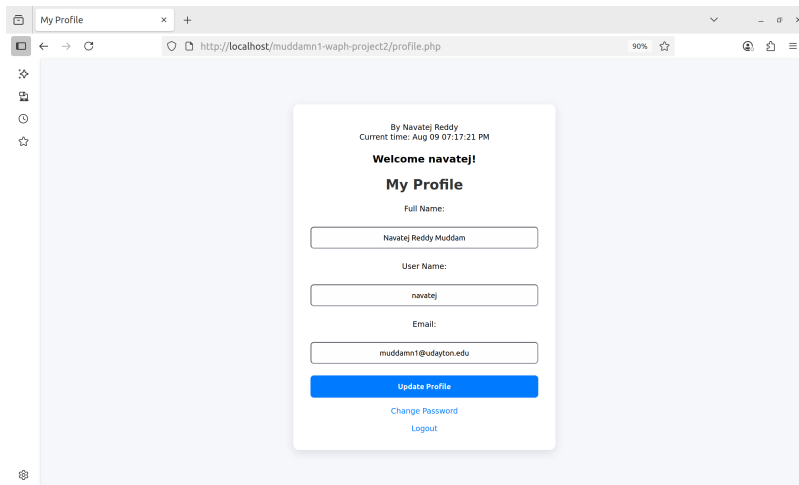 My Profile
http://localhost/muddamn1-waph-project2/profile.php
90%
By Navatej Reddy
Current time: Aug 09 07:17:21 PM
Welcome navatej!
My Profile
Full Name:
Navatej Reddy Muddam
User Name:
navatej
Email:
muddamn1@udayton.edu
Update Profile
Change Password
Logout